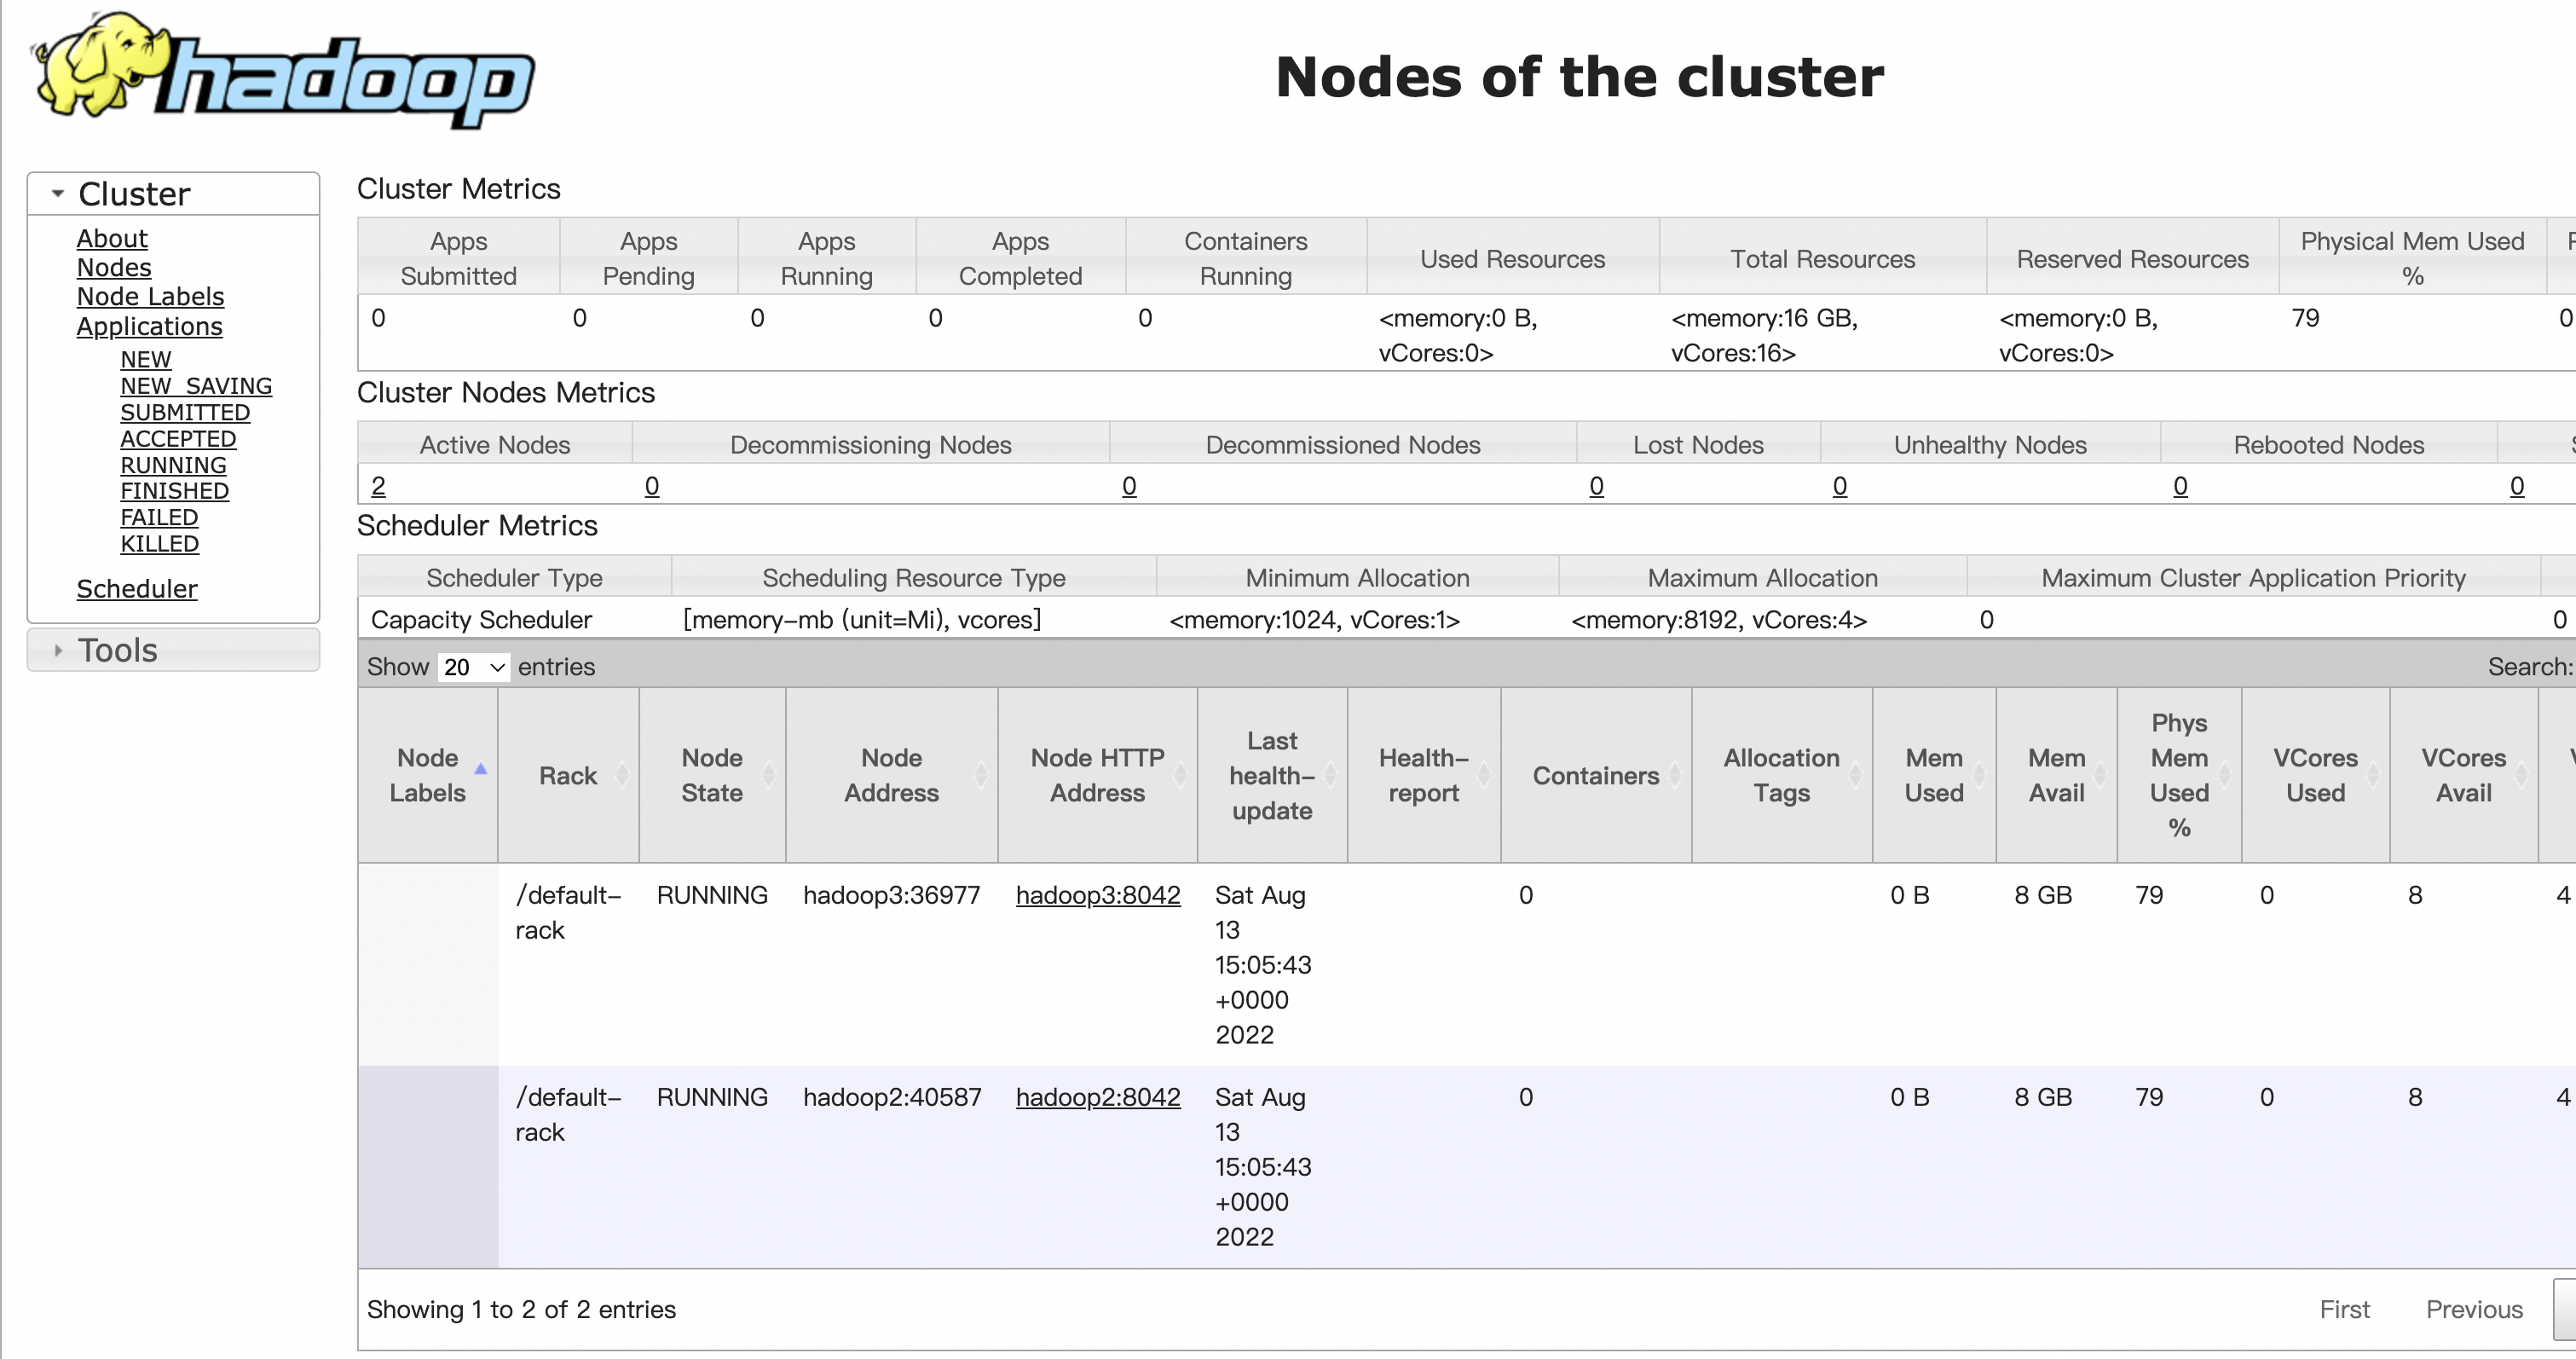 hadoop
Nodes of the cluster
Cluster
About
Nodes
Node Labels
Applications
NEW
NEW_SAVING
SUBMITTED
ACCEPTED
RUNNING
FINISHED
FAILED
KILLED
Scheduler
Tools
Cluster Metrics
Apps Submitted Apps Pending Apps Running Apps Completed Containers Running Used Resources Total Resources Reserved Resources Physical Mem Used %
0 0 0 0 0 <memory:0 B, vCores:0> <memory:16 GB, vCores:16> <memory:0 B, vCores:0> 79 0
Cluster Nodes Metrics
Active Nodes Decommissioning Nodes Decommissioned Nodes Lost Nodes Unhealthy Nodes Rebooted Nodes
2 0 0 0 0 0 0
Scheduler Metrics
Scheduler Type Scheduling Resource Type Minimum Allocation Maximum Allocation Maximum Cluster Application Priority
Capacity Scheduler [memory-mb (unit=Mi), vcores] <memory:1024, vCores:1> <memory:8192, vCores:4> 0 0
Show 20 entries Search:
Node Labels Rack Node State Node Address Node HTTP Address Last health-update Health-report Containers Allocation Tags Mem Used Mem Avail Phys Mem Used % VCores Used VCores Avail
/default-rack RUNNING hadoop3:36977 hadoop3:8042 Sat Aug 13 15:05:43 +0000 2022 0 0 B 8 GB 79 0 8 4
/default-rack RUNNING hadoop2:40587 hadoop2:8042 Sat Aug 13 15:05:43 +0000 2022 0 0 B 8 GB 79 0 8 4
Showing 1 to 2 of 2 entries First Previous